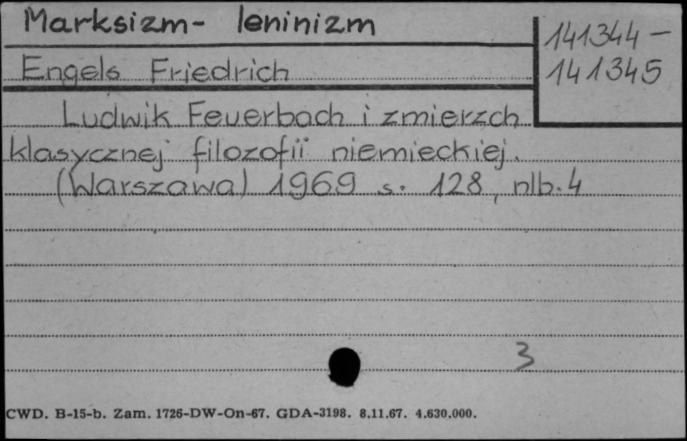 Marksizm- leninizm
141344-
141345
Engels Friedrich
Ludwik Feuerbach i zmierzch
klasycznej filozofii niemieckiej.
(Warszawa) 1969 s. 128, nlb. 4
3
CWD. B-15-b. Zam. 1726-DW-On-67. GDA-3198. 8.11.67. 4.630.000.